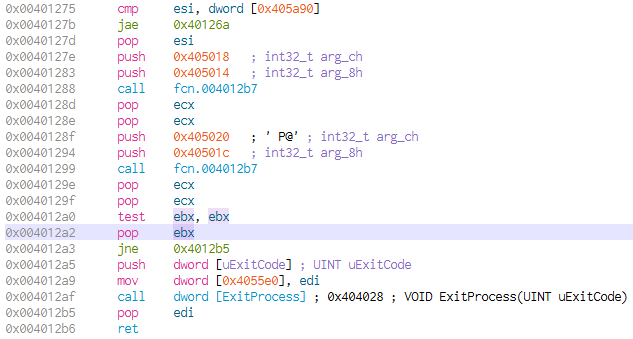 0x00401275 cmp esi, dword [0x405a90]
0x0040127b jae 0x40126a
0x0040127d pop esi
0x0040127e push 0x405018 ; int32_t arg_ch
0x00401283 push 0x405014 ; int32_t arg_8h
0x00401288 call fcn.004012b7
0x0040128d pop ecx
0x0040128e pop ecx
0x0040128f push 0x405020 ; ' P@' ; int32_t arg_ch
0x00401294 push 0x40501c ; int32_t arg_8h
0x00401299 call fcn.004012b7
0x0040129e pop ecx
0x0040129f pop ecx
0x004012a0 test ebx, ebx
0x004012a2 pop ebx
0x004012a3 jne 0x4012b5
0x004012a5 push dword [uExitCode] ; UINT uExitCode
0x004012a9 mov dword [0x4055e0], edi
0x004012af call dword [ExitProcess] ; 0x404028 ; VOID ExitProcess(UINT uExitCode)
0x004012b5 pop edi
0x004012b6 ret